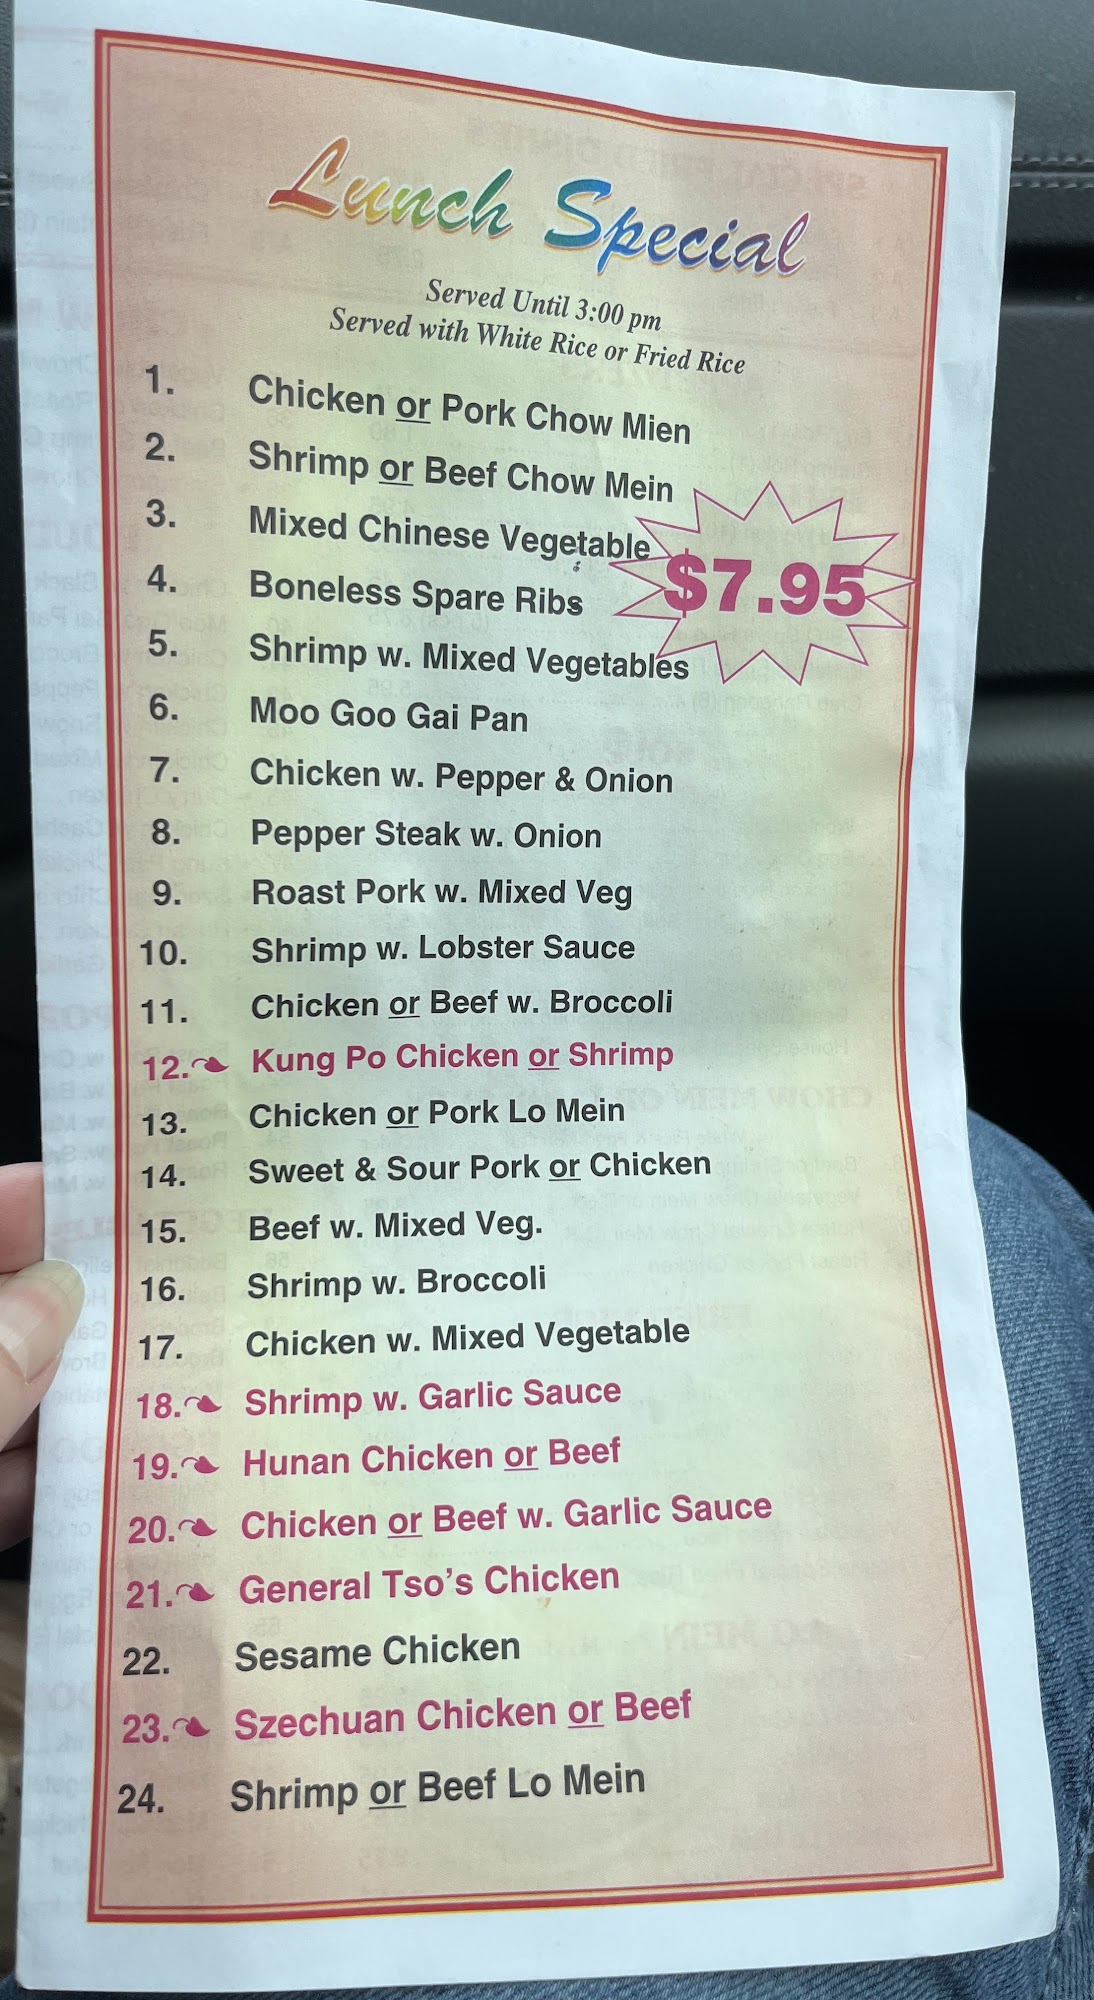 Lunch Special
Served Until 3:00 pm
Served with White Rice or Fried Rice
1. Chicken or Pork Chow Mien
2. Shrimp or Beef Chow Mein
3. Mixed Chinese Vegetable
$7.95
4. Boneless Spare Ribs
5. Shrimp w. Mixed Vegetables
6. Moo Goo Gai Pan
7. Chicken w. Pepper & Onion
8. Pepper Steak w. Onion
9. Roast Pork w. Mixed Veg
10. Shrimp w. Lobster Sauce
11. Chicken or Beef w. Broccoli
12. Kung Po Chicken or Shrimp
13. Chicken or Pork Lo Mein
14. Sweet & Sour Pork or Chicken
15. Beef w. Mixed Veg.
16. Shrimp w. Broccoli
17. Chicken w. Mixed Vegetable
18. Shrimp w. Garlic Sauce
19. Hunan Chicken or Beef
20. Chicken or Beef w. Garlic Sauce
21. General Tso's Chicken
22. Sesame Chicken
23. Szechuan Chicken or Beef
24. Shrimp or Beef Lo Mein